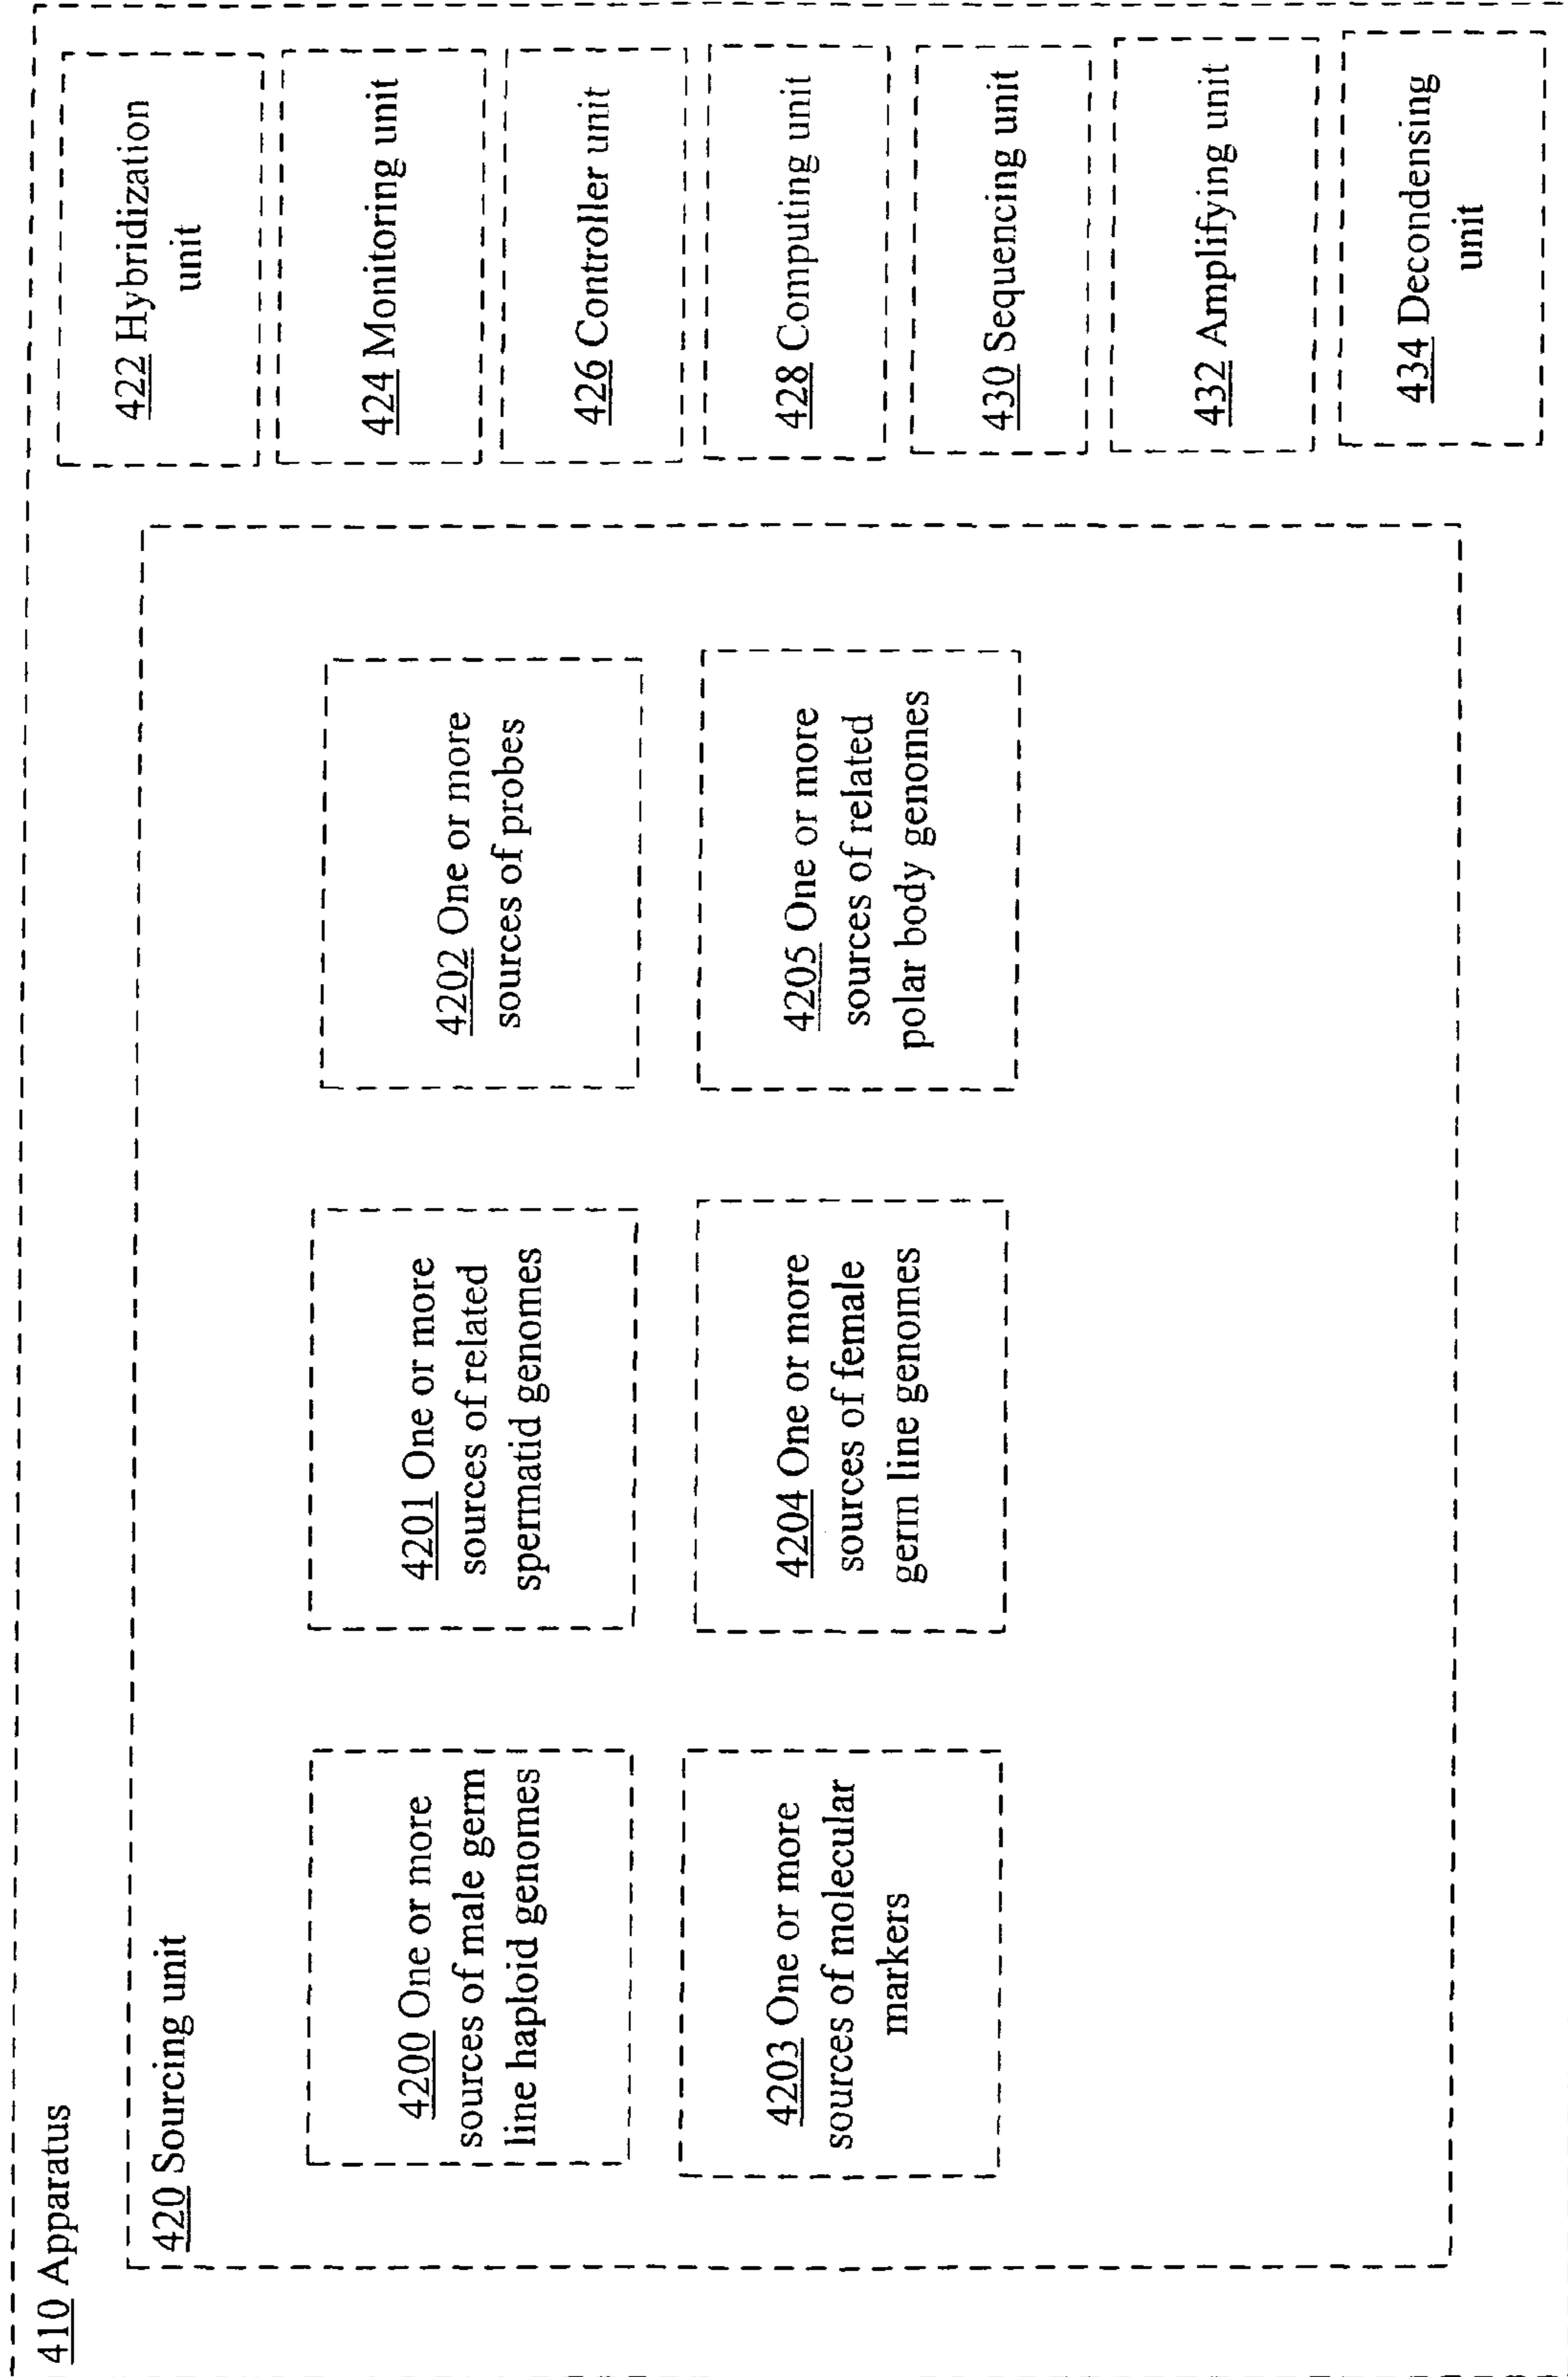 410 Apparatus
420 Sourcing unit
4200 One or more
sources of male germ
line haploid genomes
4201 One or more
sources of related
spermatid genomes
4202 One or more
sources of probes
4203 One or more
sources of molecular
markers
4204 One or more
sources of female
germ line genomes
4205 One or more
sources of related
polar body genomes
422 Hybridization
unit
424 Monitoring unit
426 Controller unit
428 Computing unit
430 Sequencing unit
432 Amplifying unit
434 Decondensing
unit